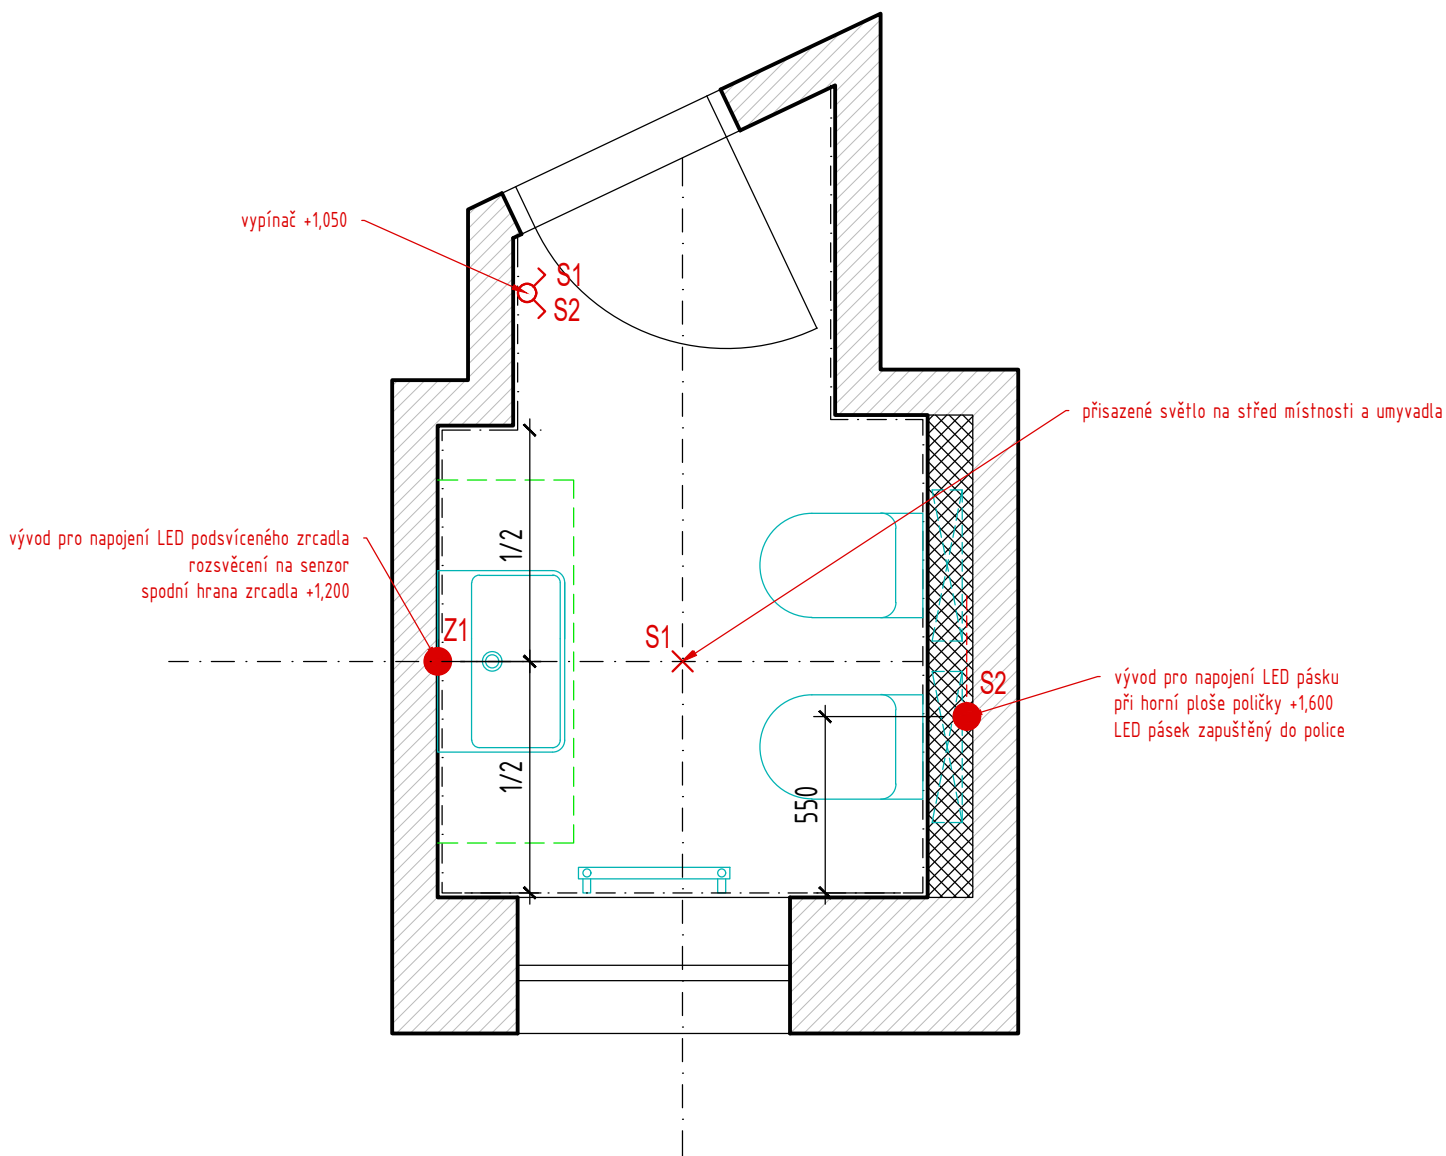 vypínač +1,050
S1
S2
přisazené světlo na střed místnosti a umyvadla
vývod pro napojení LED podsvíceného zrcadla
rozsvěcení na senzor
spodní hrana zrcadla +1,200
1/2
Z1
S1
S2
vývod pro napojení LED pásku
při horní ploše poličky +1,600
LED pásek zapuštěný do police
1/2
550